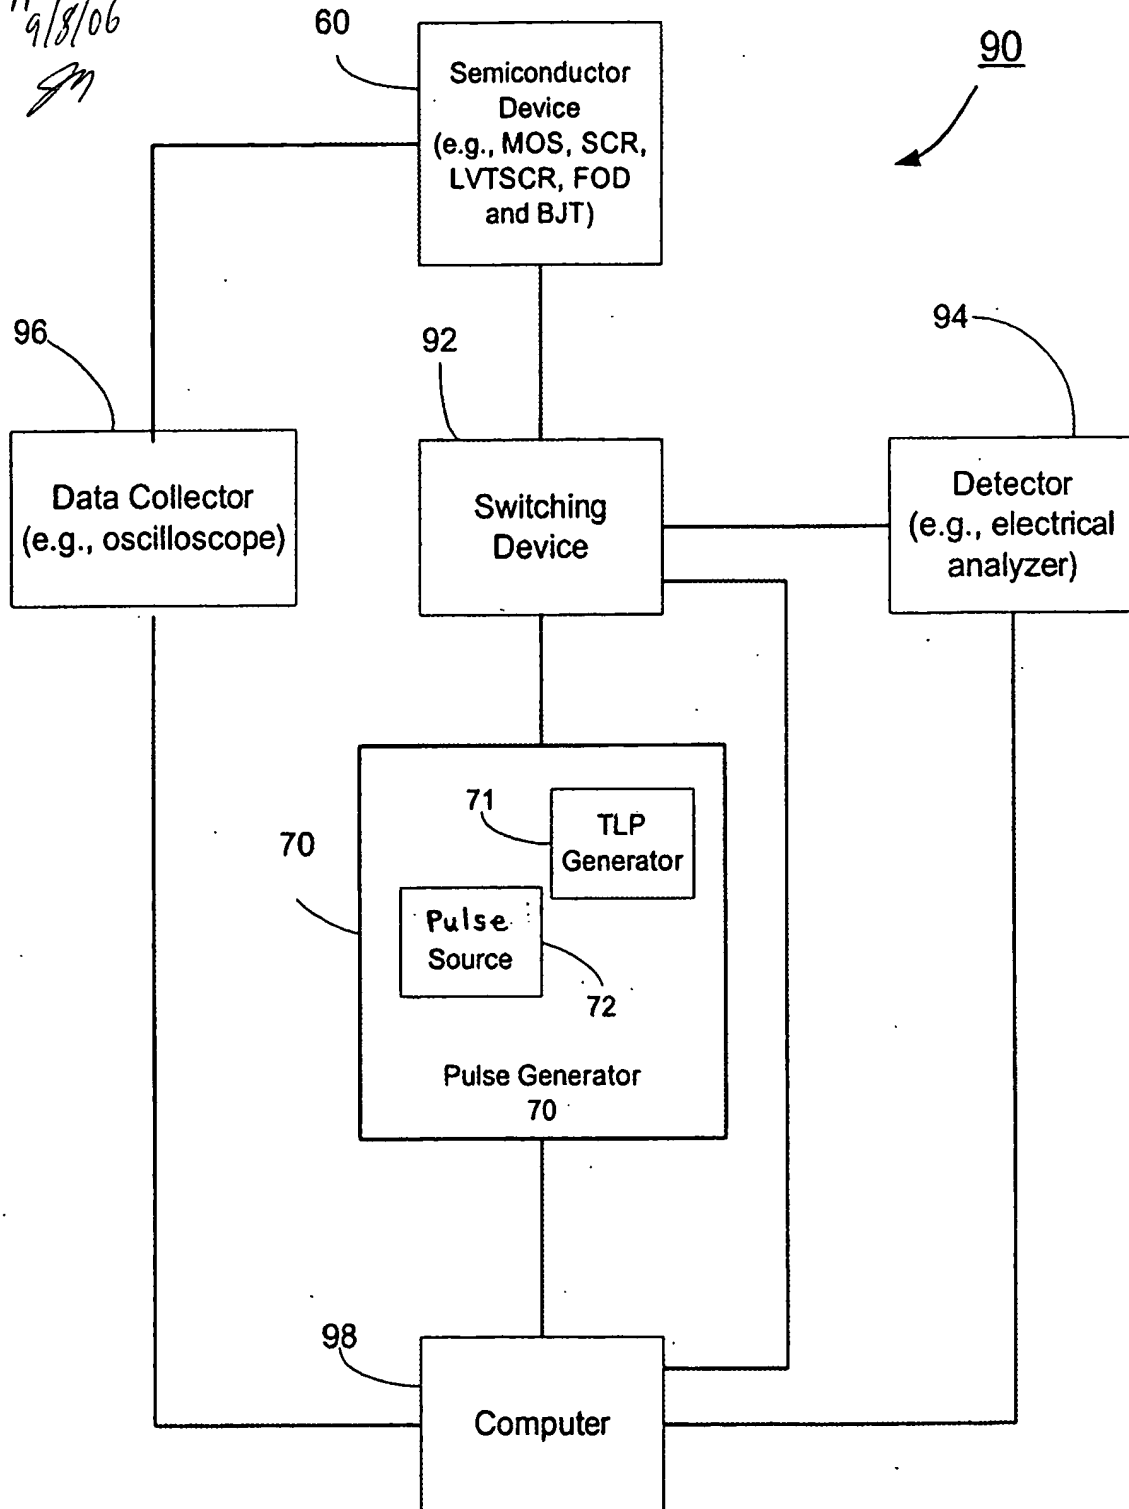 9/8/06
90
60
Semiconductor
Device
(e.g., MOS, SCR,
LVTSCR, FOD
and BJT)
96
92
94
Data Collector
(e.g., oscilloscope)
Switching
Device
Detector
(e.g., electrical
analyzer)
71
TLP
Generator
70
Pulse
Source
72
Pulse Generator
70
98
Computer